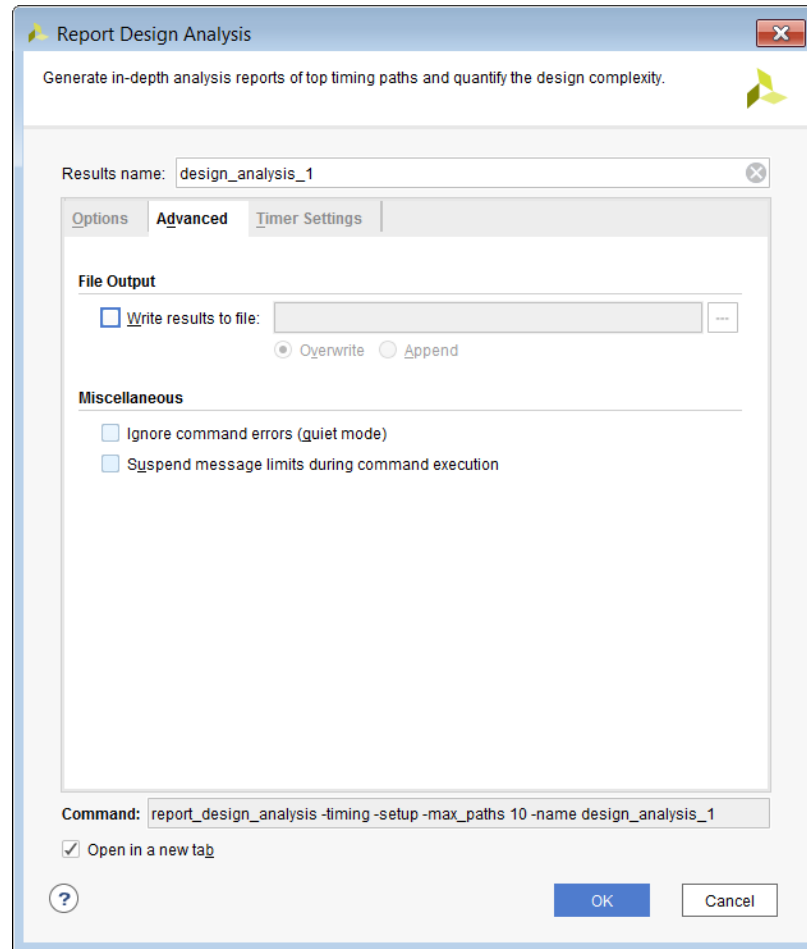 Report Design Analysis
Generate in-depth analysis reports of top timing paths and quantify the design complexity.
Results name: design_analysis_1
Options Advanced Timer Settings
File Output
Write results to file: ...
Overwrite Append
Miscellaneous
Ignore command errors (quiet mode)
Suspend message limits during command execution
Command: report_design_analysis -timing -setup -max_paths 10 -name design_analysis_1
Open in a new tab
? OK Cancel